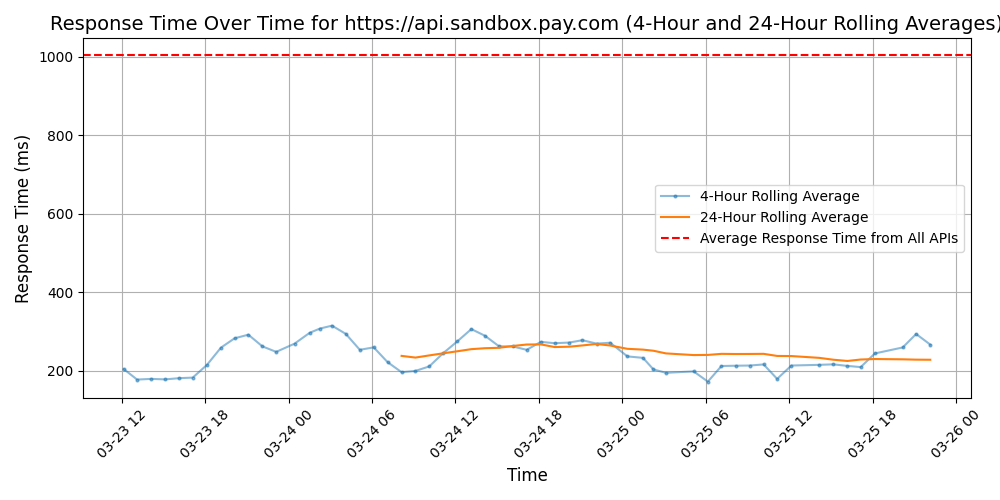 Response Time Over Time for https://api.sandbox.pay.com (4-Hour and 24-Hour Rolling Averages)
Response Time (ms)
1000
800
600
400
200
4-Hour Rolling Average
24-Hour Rolling Average
Average Response Time from All APIs
03-23 12
03-23 18
03-24 00
03-24 06
03-24 12
03-24 18
03-25 00
03-25 06
03-25 12
03-25 18
03-26 00
Time